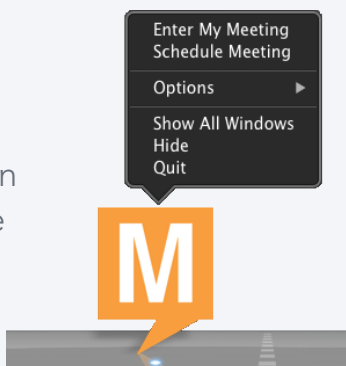 Enter My Meeting
Schedule Meeting
Options
Show All Windows
Hide
Quit
M